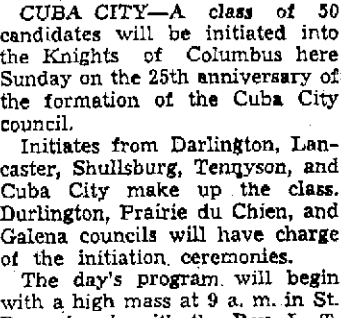 CUBA CITY—A class of 50
candidates will be initiated into
the Knights of Columbus here
Sunday on the 25th anniversary of
the formation of the Cuba City
council.
Initiates from Darlington, Lan-
caster, Shullsburg, Tennyson, and
Cuba City make up the class.
Durlington, Prairie du Chien, and
Galena councils will have charge
of the initiation ceremonies.
The day's program will begin
with a high mass at 9 a. m. in St.